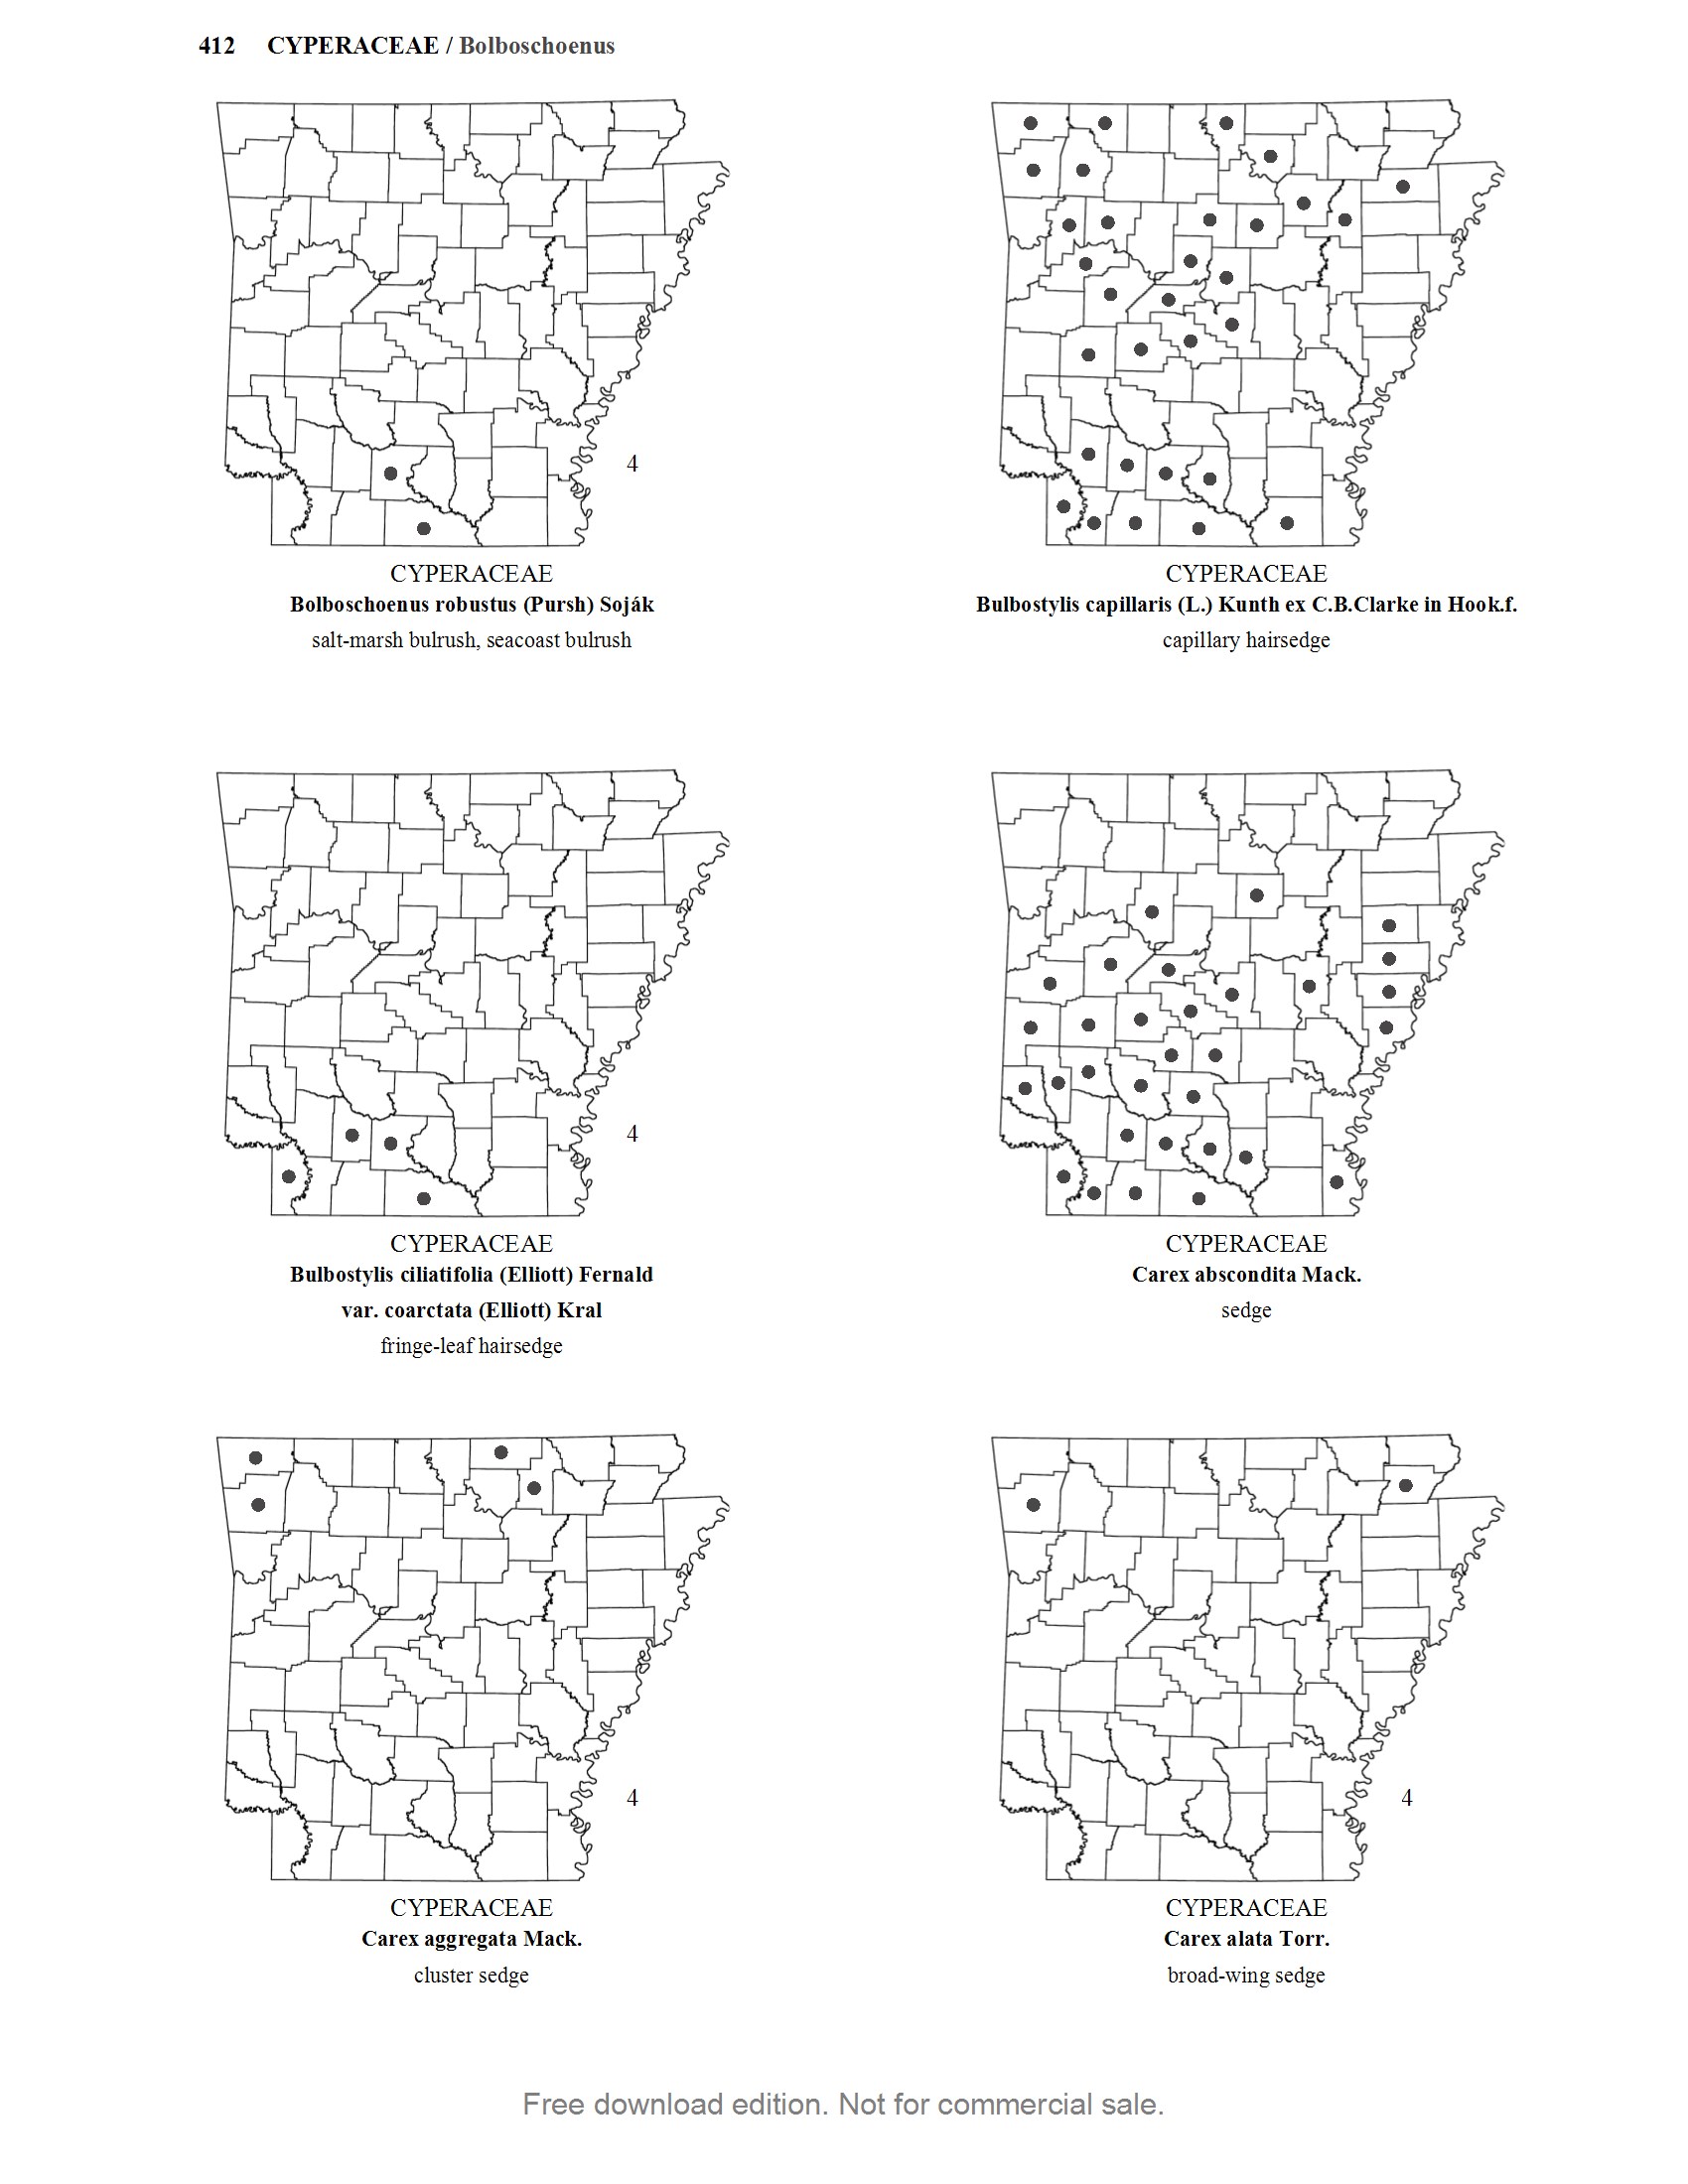 412 CYPERACEAE / Bolboschoenus
4
CYPERACEAE
Bolboschoenus robustus (Pursh) Soják
salt-marsh bulrush, seacoast bulrush
CYPERACEAE
Bulbostylis capillaris (L.) Kunth ex C.B.Clarke in Hook.f.
capillary hairsedge
4
CYPERACEAE
Bulbostylis ciliatifolia (Elliott) Fernald
var. coarctata (Elliott) Kral
fringe-leaf hairsedge
CYPERACEAE
Carex abscondita Mack.
sedge
4
CYPERACEAE
Carex aggregata Mack.
cluster sedge
4
CYPERACEAE
Carex alata Torr.
broad-wing sedge
Free download edition. Not for commercial sale.